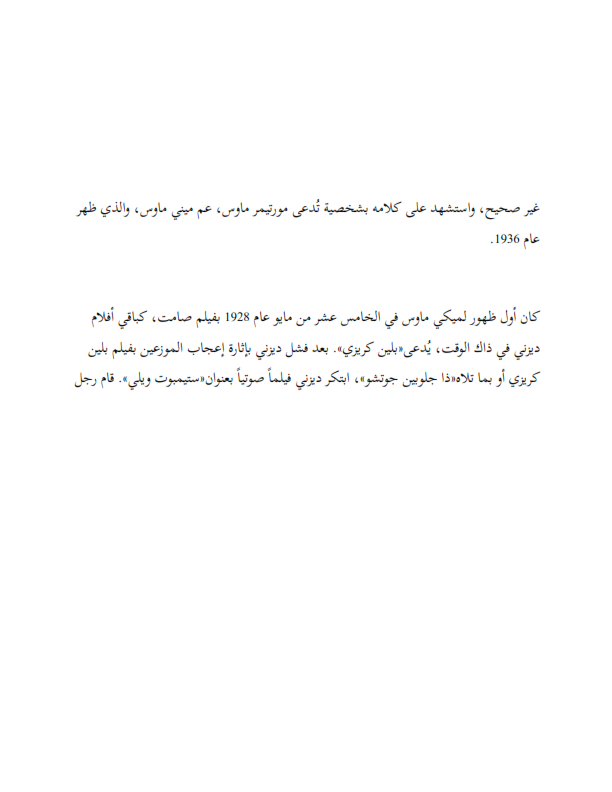 غير صحيح، واستشهد على كلامه بشخصية تُدعى مورتيمر ماوس، عم ميني ماوس، والذي ظهر
عام 1936.
كان أول ظهور لميكي ماوس في الخامس عشر من مايو عام 1928 بفيلم صامت، كباقي أفلام
ديزني في ذاك الوقت، يُدعى«بلين كريزي». بعد فشل ديزني بإثارة إعجاب الموزعين بفيلم بلين
كريزي أو بما تلاه«ذا جلوبين جوتشو»، ابتكر ديزني فيلماً صوتياً بعنوان«ستيمبوت ويلي». قام رجل